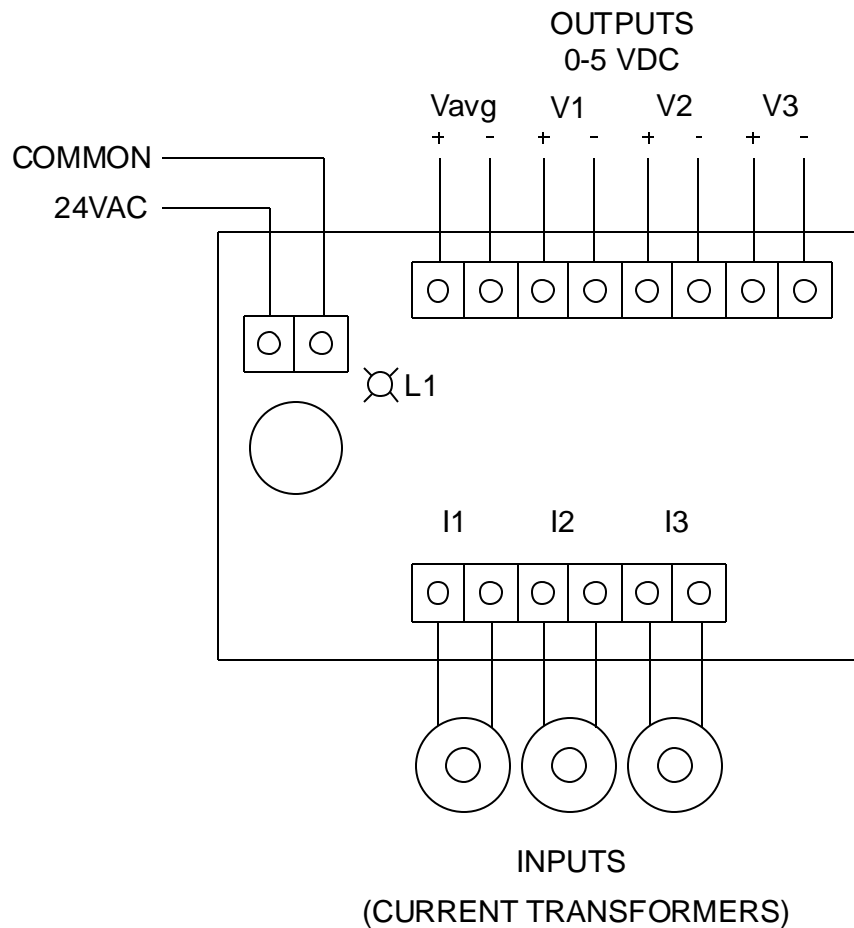 OUTPUTS
0-5 VDC
Vavg V1 V2 V3
+ - + - + - + -
COMMON
24VAC
L1
I1 I2 I3
INPUTS
(CURRENT TRANSFORMERS)